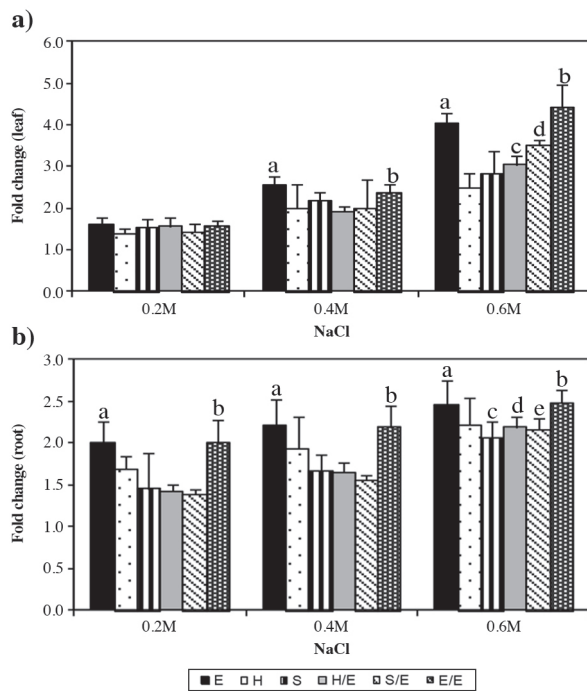 a)
Fold change (leaf)
6.0
5.0
4.0
3.0
2.0
1.0
0.0
a
a
b
a
c
d
b
0.2M
0.4M
0.6M
NaCl
b)
Fold change (root)
3.0
2.5
2.0
1.5
1.0
0.5
0.0
a
b
a
b
a
c
d
e
b
0.2M
0.4M
0.6M
NaCl
E H S H/E S/E E/E